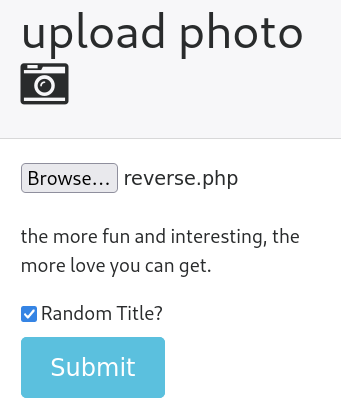 upload photo
Browse... reverse.php
the more fun and interesting, the
more love you can get.
Random Title?
Submit